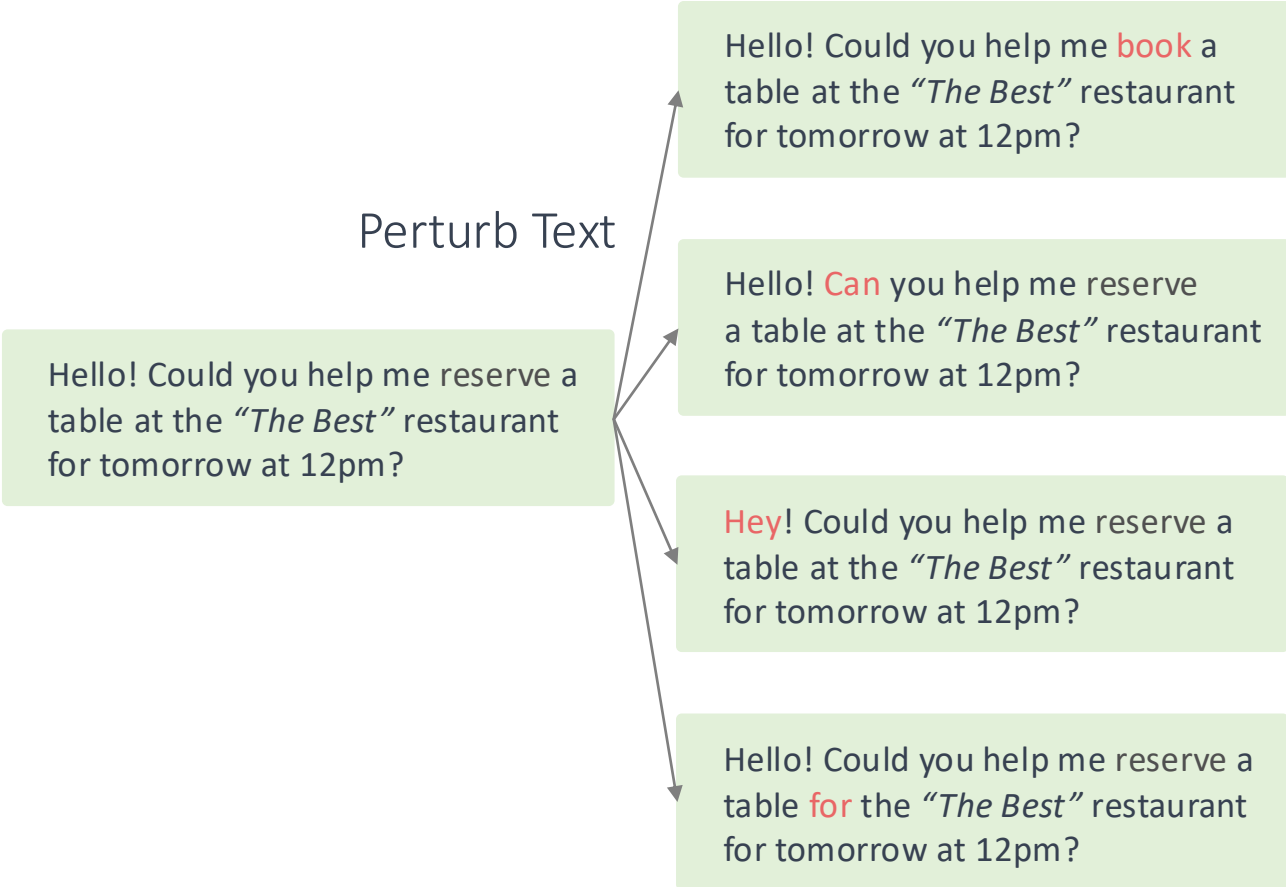 Perturb Text
Hello! Could you help me reserve a
table at the “The Best” restaurant
for tomorrow at 12pm?
Hello! Could you help me book a
table at the “The Best” restaurant
for tomorrow at 12pm?
Hello! Can you help me reserve
a table at the “The Best” restaurant
for tomorrow at 12pm?
Hey! Could you help me reserve a
table at the “The Best” restaurant
for tomorrow at 12pm?
Hello! Could you help me reserve a
table for the “The Best” restaurant
for tomorrow at 12pm?